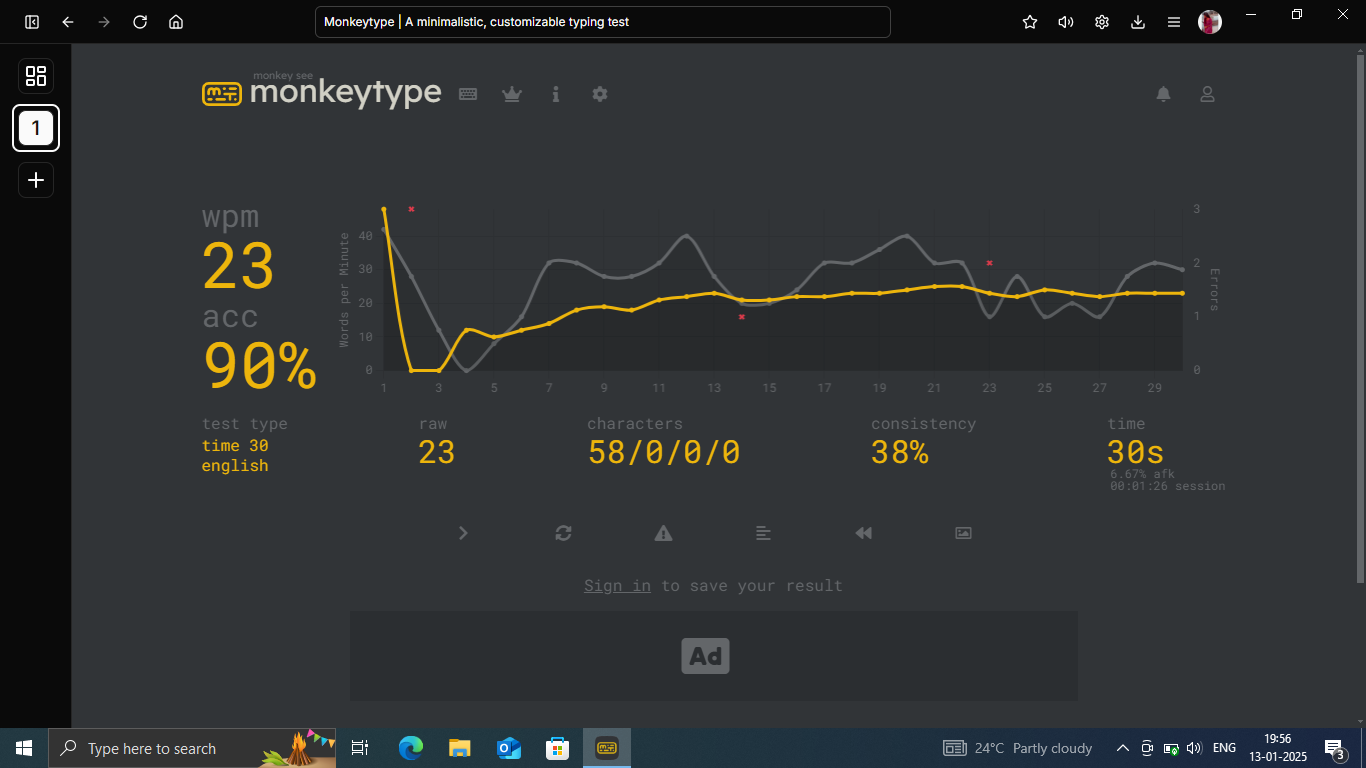 Monkeytype | A minimalistic, customizable typing test
1
monkey see
monkeytype
wpm
23
acc
90%
Words per Minute
40
30
20
10
0
3
2
1
0
Errors
1 3 5 7 9 11 13 15 17 19 21 23 25 27 29
test type
time 30
english
raw
23
characters
58/0/0/0
consistency
38%
time
30s
6.67% afk
00:01:26 session
Sign in to save your result
Ad
Type here to search
24°C Partly cloudy
ENG
19:56
13-01-2025
3